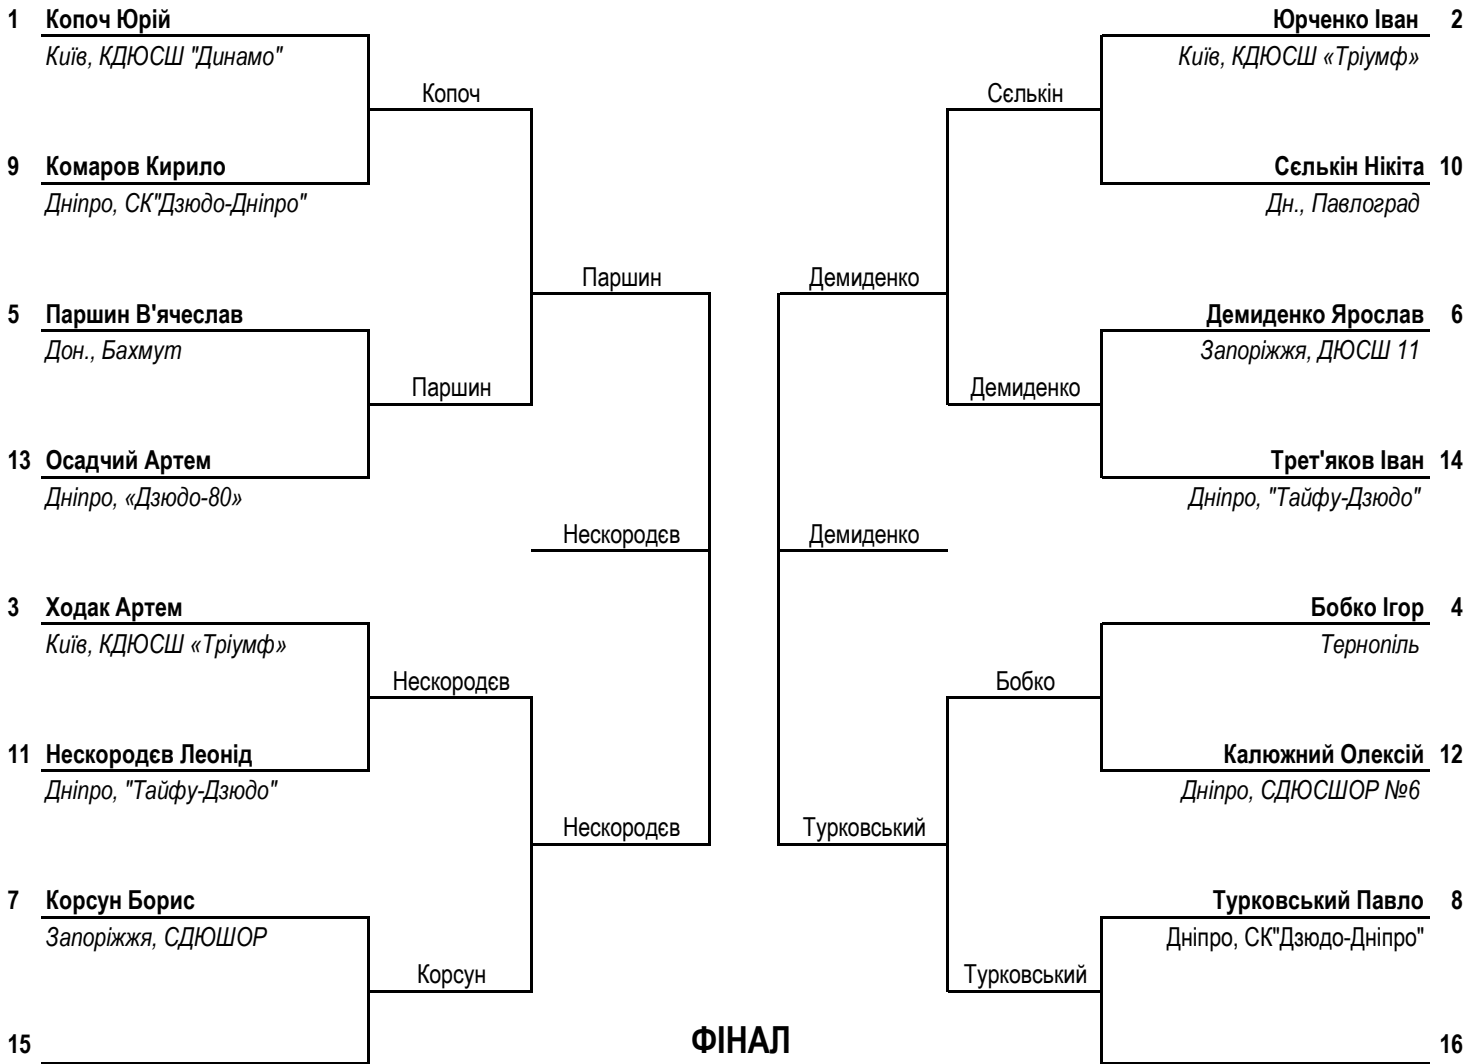 1 Копоч Юрій
Юрченко Іван 2
Київ, КДЮСШ "Динамо"
Київ, КДЮСШ «Тріумф»
Копоч
Сєлькін
9 Комаров Кирило
Сєлькін Нікіта 10
Дніпро, СК"Дзюдо-Дніпро"
Дн., Павлоград
Паршин
Демиденко
5 Паршин В'ячеслав
Демиденко Ярослав 6
Дон., Бахмут
Запоріжжя, ДЮСШ 11
Паршин
Демиденко
13 Осадчий Артем
Трет'яков Іван 14
Дніпро, «Дзюдо-80»
Дніпро, "Тайфу-Дзюдо"
Нескородєв
Демиденко
3 Ходак Артем
Бобко Ігор 4
Київ, КДЮСШ «Тріумф»
Тернопіль
Нескородєв
Бобко
11 Нескородєв Леонід
Калюжний Олексій 12
Дніпро, "Тайфу-Дзюдо"
Дніпро, СДЮСШОР №6
Нескородєв
Турковський
7 Корсун Борис
Турковський Павло 8
Запоріжжя, СДЮШОР
Дніпро, СК"Дзюдо-Дніпро"
Корсун
Турковський
15
ФІНАЛ
16